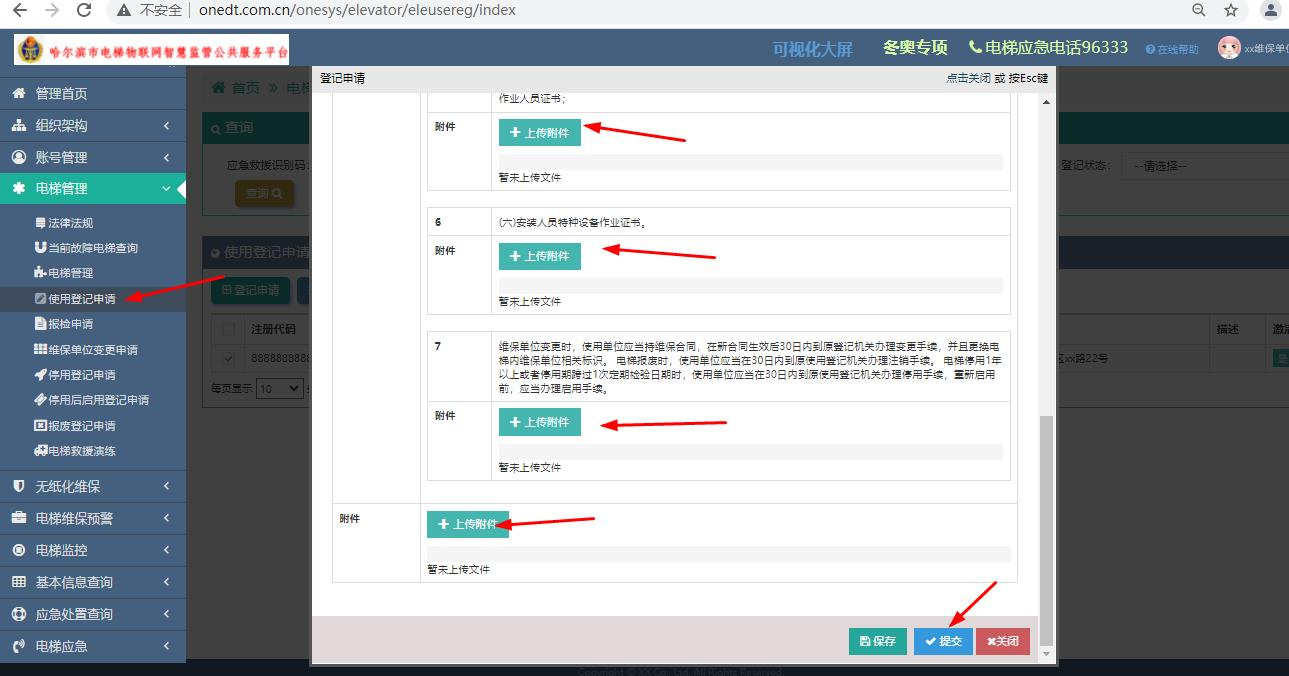 不安全 onedt.com.cn/onesys/elevator/eleusereg/index
哈尔滨市电梯物联网智慧监管公共服务平台
可视化大屏
冬奥专项
电梯应急电话96333
在线帮助
xx维保单位
管理首页
组织架构
账号管理
电梯管理
法律法规
当前故障电梯查询
电梯管理
使用登记申请
报检申请
维保单位变更申请
停用登记申请
停用后启用登记申请
报废登记申请
电梯救援演练
无纸化维保
电梯维保预警
电梯监控
基本信息查询
应急处置查询
电梯应急
首页 电梯
查询
应急救援识别码:
查询
使用登记申请
登记申请
注册代码
8888888888
每页显示 10
登记状态: --请选择--
描述
区xx路22号
登记申请
点击关闭 或 按Esc键
作业人员证书;
附件
上传附件
暂未上传文件
6
(六)安装人员特种设备作业证书。
附件
上传附件
暂未上传文件
7
维保单位变更时，使用单位应当持维保合同，在新合同生效后30日内到原登记机关办理变更手续，并且更换电
梯内维保单位相关标识。 电梯报废时，使用单位应当在30日内到原使用登记机关办理注销手续。 电梯停用1年
以上或者停用期跨过1次定期检验日期时，使用单位应当在30日内到原使用登记机关办理停用手续，重新启用
前，应当办理启用手续。
附件
上传附件
暂未上传文件
附件
上传附件
暂未上传文件
保存
提交
关闭
Copyright © XX Co., Ltd. All Rights Reserved